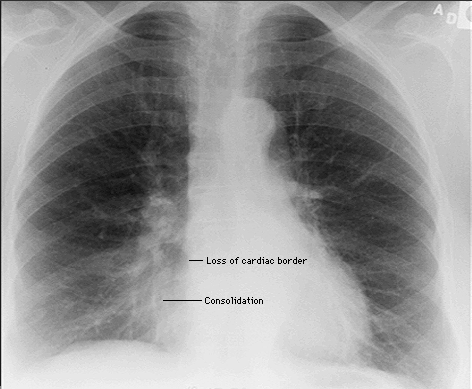 A D
Loss of cardiac border
Consolidation